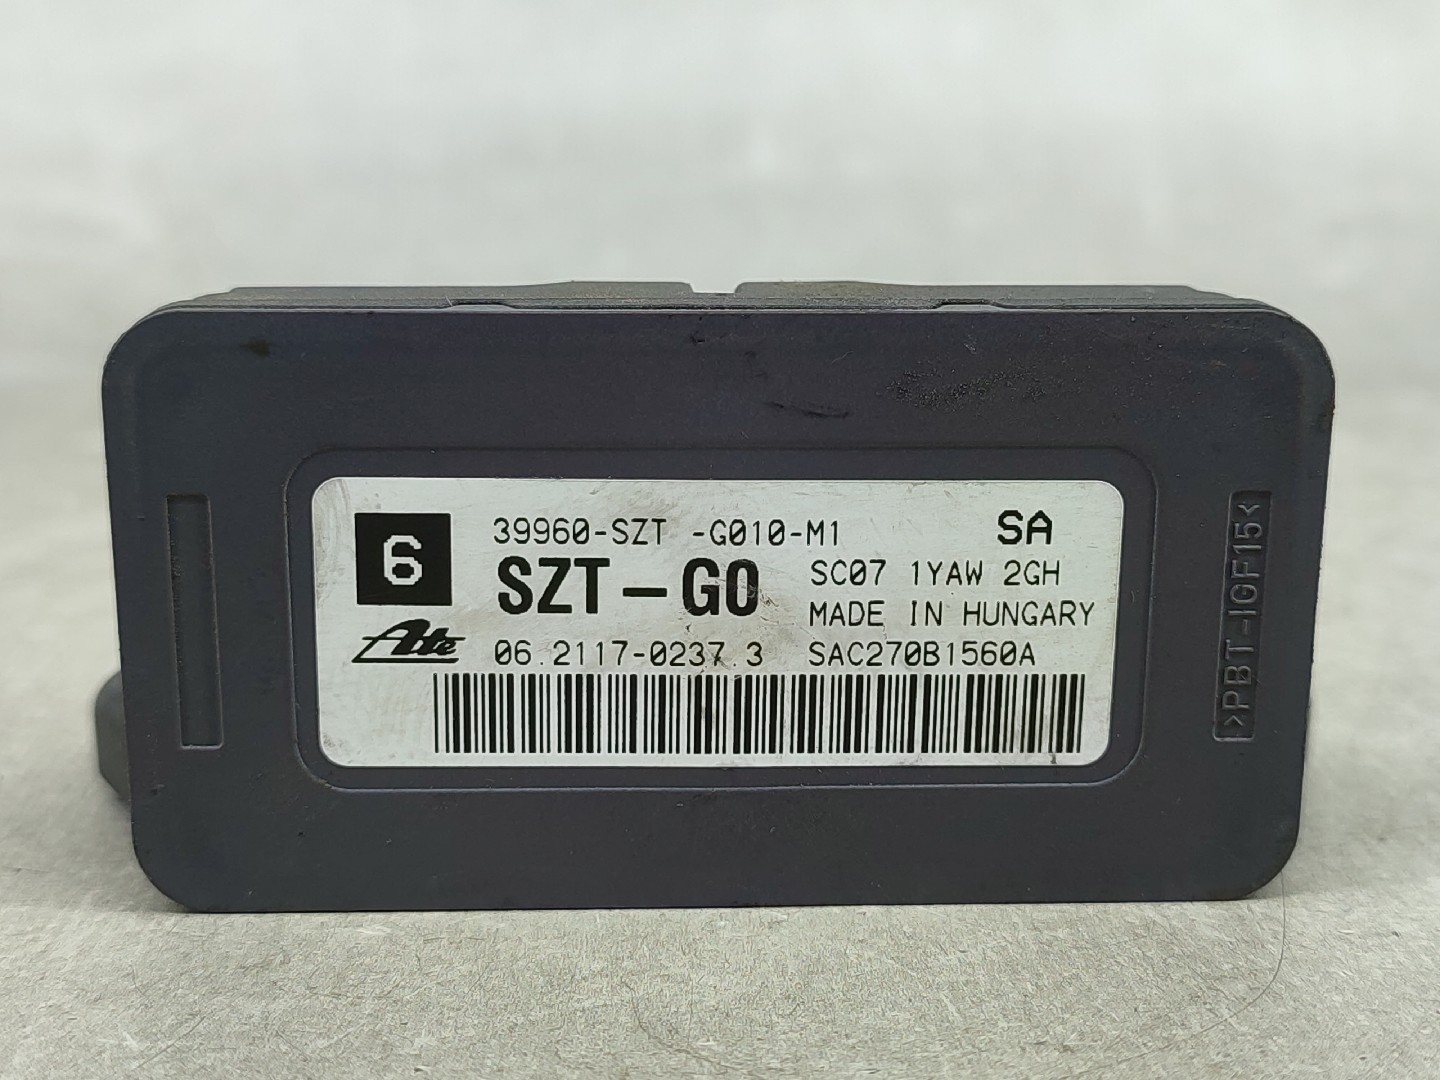 6
39960-SZT -G010-M1
SA
SZT-G0
SC07 1YAW 2GH
MADE IN HUNGARY
Ate
06.2117-0237.3 SAC270B1560A
>PBT-IGF15<